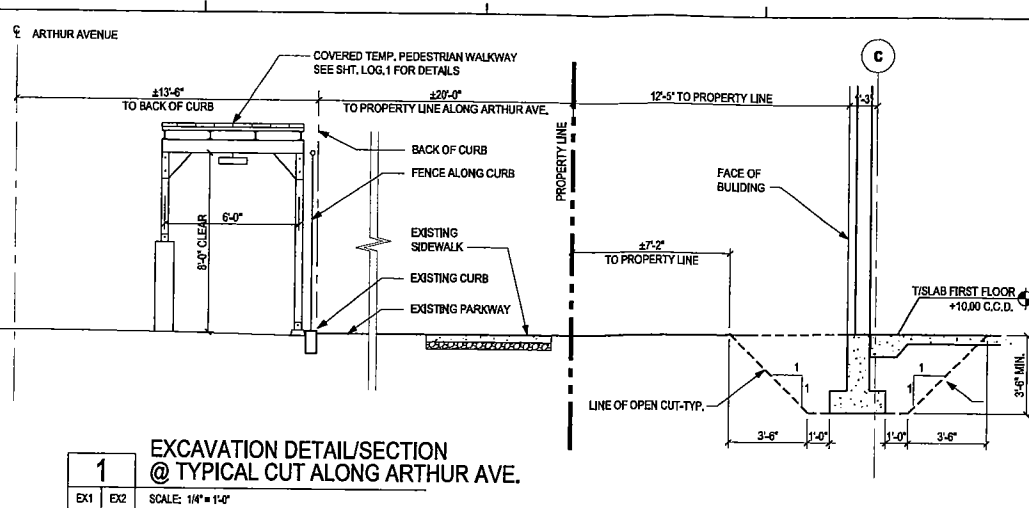 ℄ ARTHUR AVENUE
COVERED TEMP. PEDESTRIAN WALKWAY
SEE SHT. LOG.1 FOR DETAILS
C
±13'-6"
TO BACK OF CURB
±20'-0"
TO PROPERTY LINE ALONG ARTHUR AVE.
12'-5" TO PROPERTY LINE
1'-3"
BACK OF CURB
FENCE ALONG CURB
PROPERTY LINE
FACE OF
BULIDING
6'-0"
8'-0" CLEAR
EXISTING
SIDEWALK
±7'-2"
TO PROPERTY LINE
EXISTING CURB
EXISTING PARKWAY
T/SLAB FIRST FLOOR
+10.00 C.C.D.
1
1
1
1
3'-6" MIN.
LINE OF OPEN CUT-TYP.
3'-6"
1'-0"
1'-0"
3'-6"
1
EX1 EX2
EXCAVATION DETAIL/SECTION
@ TYPICAL CUT ALONG ARTHUR AVE.
SCALE: 1/4" = 1'-0"